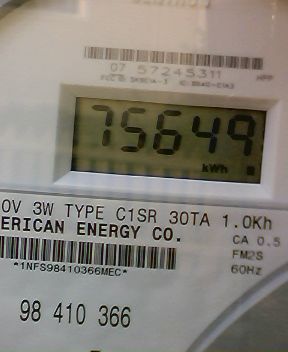 07 57245311
75649
kWh
0V 3W TYPE C1SR 30TA 1.0Kh
ERICAN ENERGY CO.
CA 0.5
*1NFS98410366MEC*
FM2S
60Hz
98 410 366